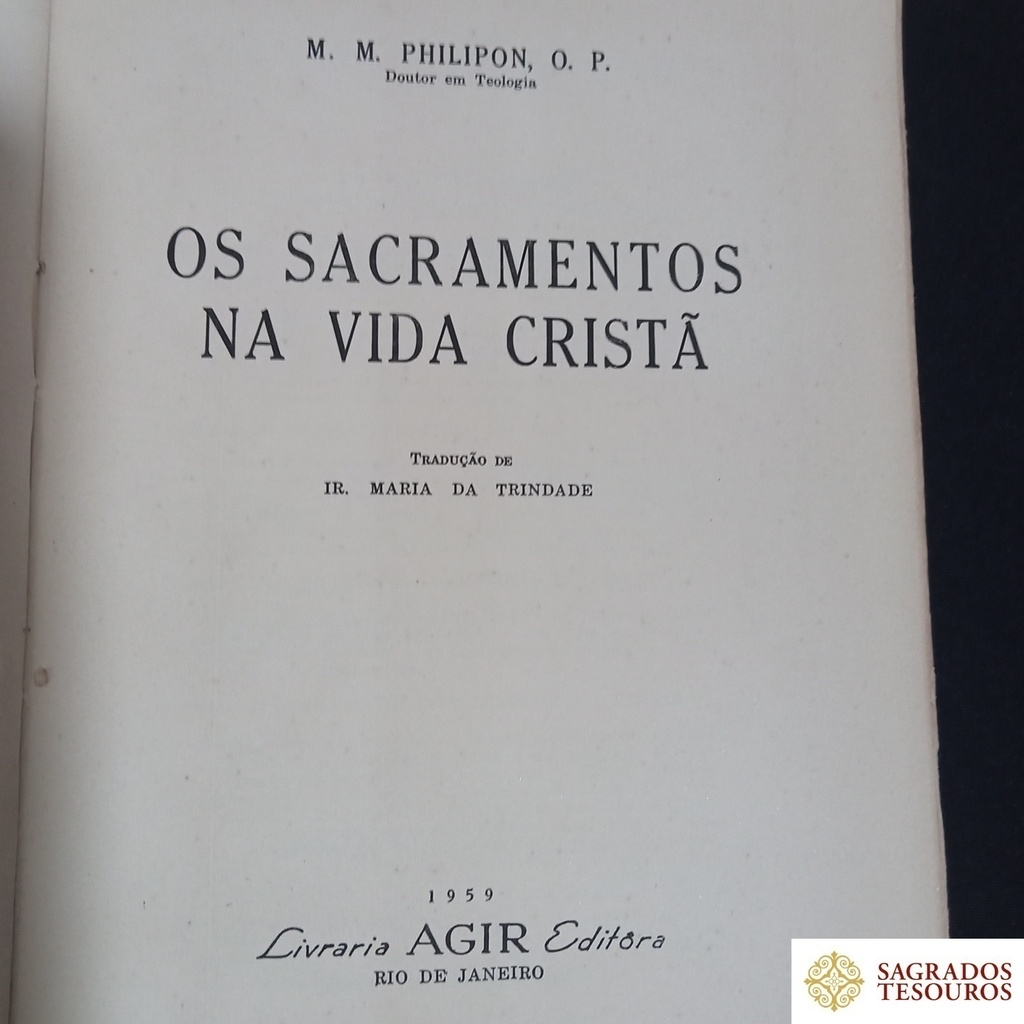 M. M. PHILIPON, O. P.
Doutor em Teologia
OS SACRAMENTOS
NA VIDA CRISTÃ
TRADUÇÃO DE
IR. MARIA DA TRINDADE
1959
Livraria AGIR Editôra
RIO DE JANEIRO
SAGRADOS
TESOUROS